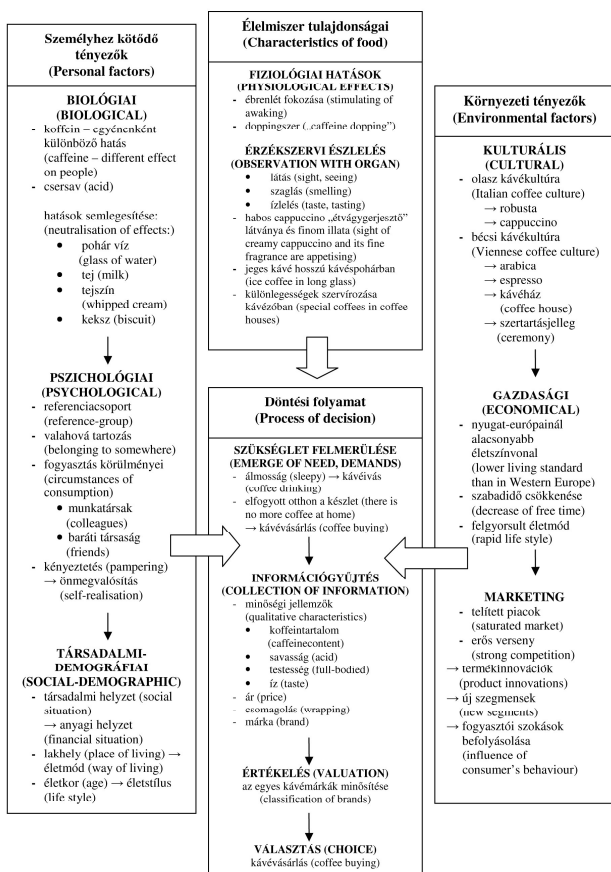 Személyhez kötődő
tényezők
(Personal factors)
BIOLÓGIAI
(BIOLOGICAL)
- koffein – egyénenként
különböző hatás
(caffeine – different effect
on people)
- csersav (acid)
hatások semlegesítése:
(neutralisation of effects:)
● pohár víz
(glass of water)
● tej (milk)
● tejszín
(whipped cream)
● keksz (biscuit)
PSZICHOLÓGIAI
(PSYCHOLOGICAL)
- referenciacsoport
(reference-group)
- valahová tartozás
(belonging to somewhere)
- fogyasztás körülményei
(circumstances of
consumption)
● munkatársak
(colleagues)
● baráti társaság
(friends)
- kényeztetés (pampering)
→ önmegvalósítás
(self-realisation)
TÁRSADALMI-
DEMOGRÁFIAI
(SOCIAL-DEMOGRAPHIC)
- társadalmi helyzet (social
situation)
→ anyagi helyzet
(financial situation)
- lakhely (place of living) →
életmód (way of living)
- életkor (age) → életstílus
(life style)
Élelmiszer tulajdonságai
(Characteristics of food)
FIZIOLÓGIAI HATÁSOK
(PHYSIOLOGICAL EFFECTS)
- ébrenlét fokozása (stimulating of
awaking)
- doppingszer („caffeine dopping”)
ÉRZÉKSZERVI ÉSZLELÉS
(OBSERVATION WITH ORGAN)
● látás (sight, seeing)
● szaglás (smelling)
● ízlelés (taste, tasting)
- habos cappuccino „étvágygerjesztő”
látványa és finom illata (sight of
creamy cappuccino and its fine
fragrance are appetising)
- jeges kávé hosszú kávéspohárban
(ice coffee in long glass)
- különlegességek szervírozása
kávézóban (special coffees in coffee
houses)
Döntési folyamat
(Process of decision)
SZÜKSÉGLET FELMERÜLÉSE
(EMERGE OF NEED, DEMANDS)
- álmosság (sleepy) → kávéivás
(coffee drinking)
- elfogyott otthon a készlet (there is
no more coffee at home)
→ kávévásárlás (coffee buying)
INFORMÁCIÓGYŰJTÉS
(COLLECTION OF INFORMATION)
- minőségi jellemzők
(qualitative characteristics)
● koffeintartalom
(caffeinecontent)
● savasság (acid)
● testesség (full-bodied)
● íz (taste)
- ár (price)
- csomagolás (wrapping)
- márka (brand)
ÉRTÉKELÉS (VALUATION)
az egyes kávémárkák minősítése
(classification of brands)
VÁLASZTÁS (CHOICE)
kávévásárlás (coffee buying)
Környezeti tényezők
(Environmental factors)
KULTURÁLIS
(CULTURAL)
- olasz kávékultúra
(Italian coffee culture)
→ robusta
→ cappuccino
- bécsi kávékultúra
(Viennese coffee culture)
→ arabica
→ espresso
→ kávéház
(coffee house)
→ szertartásjelleg
(ceremony)
GAZDASÁGI
(ECONOMICAL)
- nyugat-európainál
alacsonyabb
életszínvonal
(lower living standard
than in Western Europe)
- szabadidő csökkenése
(decrease of free time)
- felgyorsult életmód
(rapid life style)
MARKETING
- telített piacok
(saturated market)
- erős verseny
(strong competition)
→ termékinnovációk
(product innovations)
→ új szegmensek
(new segments)
→ fogyasztói szokások
befolyásolása
(influence of
consumer’s behaviour)